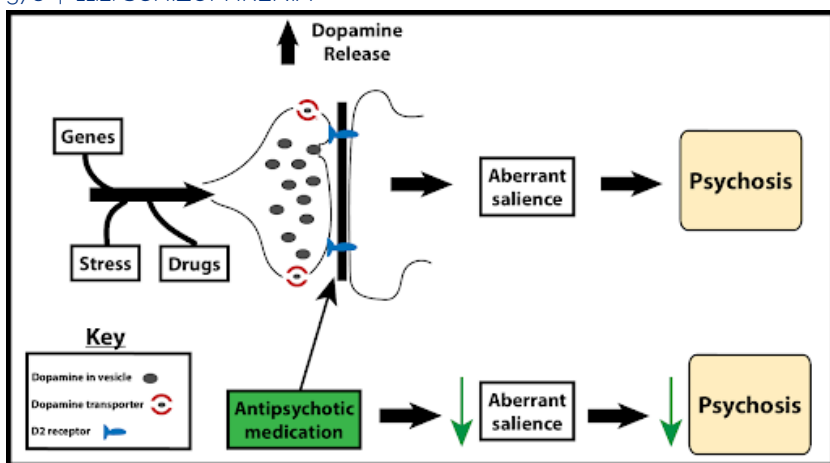 Dopamine
Release
Genes
Stress
Drugs
Aberrant
salience
Psychosis
Key
Dopamine in vesicle
Dopamine transporter
D2 receptor
Antipsychotic
medication
Aberrant
salience
Psychosis